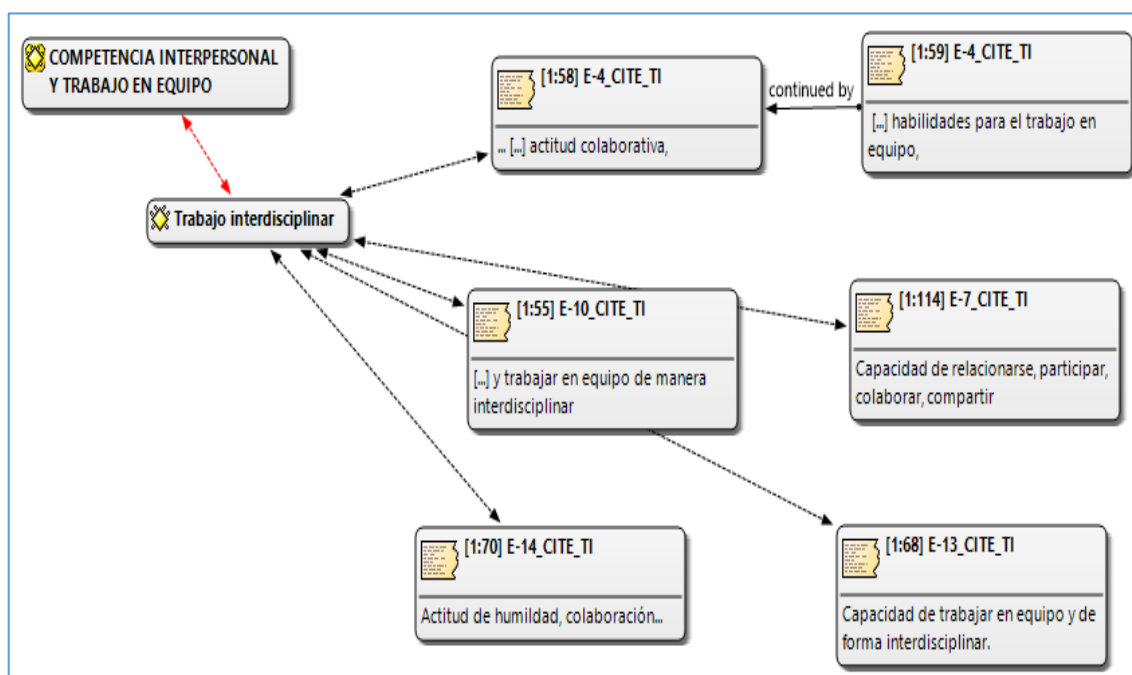 COMPETENCIA INTERPERSONAL
Y TRABAJO EN EQUIPO
[1:58] E-4_CITE_TI
... [...] actitud colaborativa,
continued by
[1:59] E-4_CITE_TI
[...] habilidades para el trabajo en
equipo,
Trabajo interdisciplinar
[1:55] E-10_CITE_TI
[...] y trabajar en equipo de manera
interdisciplinar
[1:114] E-7_CITE_TI
Capacidad de relacionarse, participar,
colaborar, compartir
[1:70] E-14_CITE_TI
Actitud de humildad, colaboración...
[1:68] E-13_CITE_TI
Capacidad de trabajar en equipo y de
forma interdisciplinar.